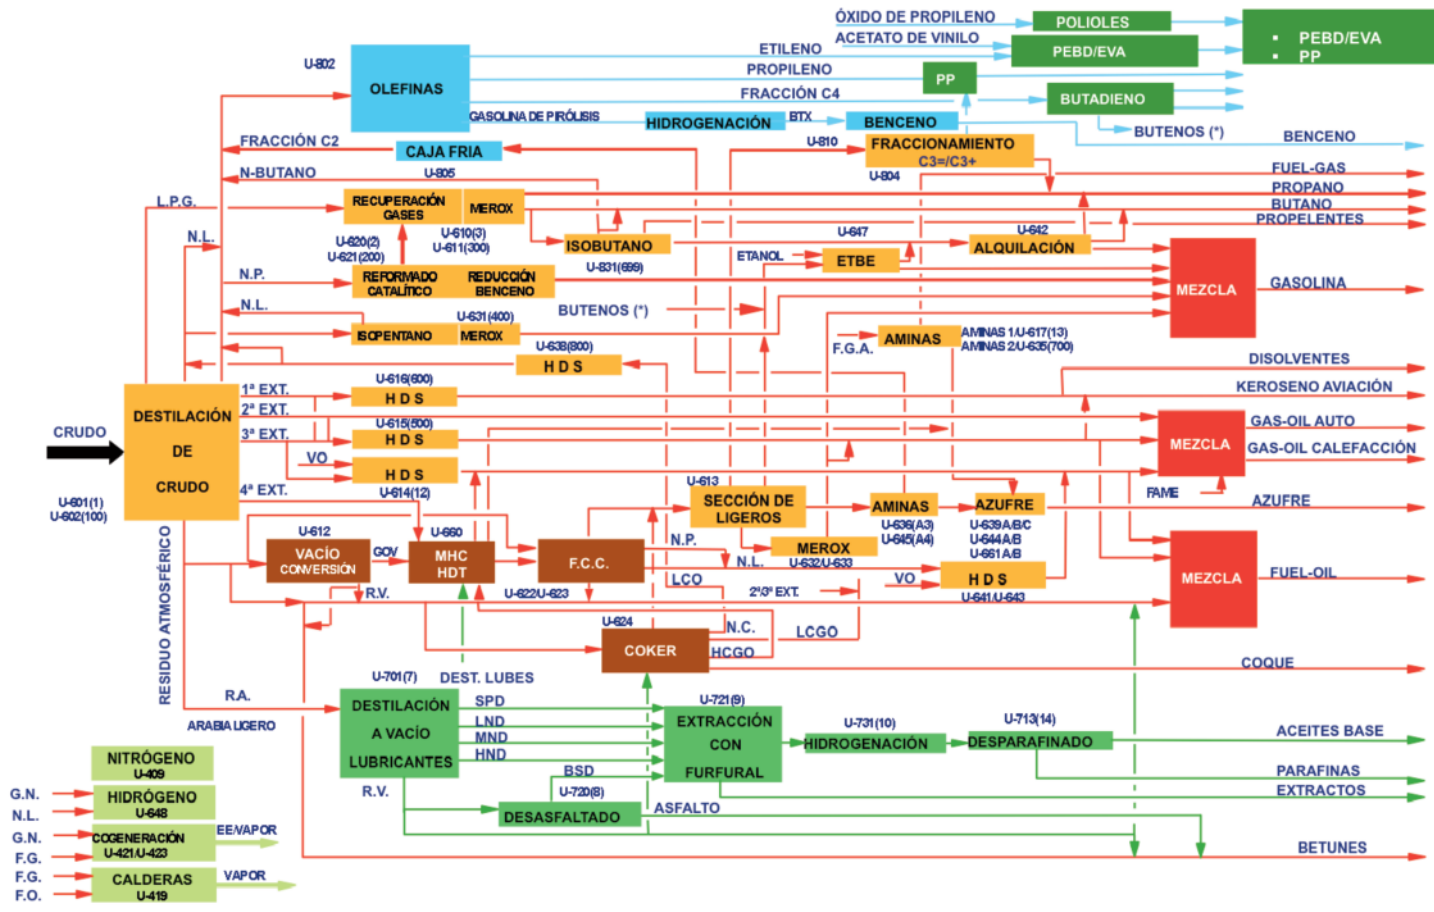 ÓXIDO DE PROPILENO
POLIOLES
ACETATO DE VINILO
▪ PEBD/EVA
▪ PP
ETILENO
PEBD/EVA
U-802
OLEFINAS
PROPILENO
PP
FRACCIÓN C4
BUTADIENO
GASOLINA DE PIRÓLISIS
HIDROGENACIÓN
BTX
BENCENO
BUTENOS (*)
BENCENO
FRACCIÓN C2
CAJA FRIA
U-810
FRACCIONAMIENTO
C3=/C3+
N-BUTANO
U-805
U-804
FUEL-GAS
L.P.G.
RECUPERACIÓN
GASES
MEROX
PROPANO
BUTANO
PROPELENTES
N.L.
U-620(2)
U-621(200)
U-610(3)
U-611(300)
ISOBUTANO
U-831(699)
U-647
U-642
ALQUILACIÓN
ETANOL
ETBE
N.P.
REFORMADO
CATALÍTICO
REDUCCIÓN
BENCENO
MEZCLA
GASOLINA
N.L.
U-631(400)
BUTENOS (*)
ISOPENTANO
MEROX
F.G.A.
AMINAS
AMINAS 1/U-617(13)
AMINAS 2/U-635(700)
U-638(800)
H D S
DISOLVENTES
U-616(600)
1ª EXT.
H D S
KEROSENO AVIACIÓN
DESTILACIÓN
DE
CRUDO
2ª EXT.
U-615(500)
3ª EXT.
H D S
CRUDO
GAS-OIL AUTO
MEZCLA
GAS-OIL CALEFACCIÓN
VO
H D S
U-614(12)
4ª EXT.
U-613
FAME
U-601(1)
U-602(100)
SECCIÓN DE
LIGEROS
AMINAS
AZUFRE
AZUFRE
U-636(A3)
U-645(A4)
U-639A/B/C
U-644A/B
U-661A/B
U-612
U-660
VACÍO
CONVERSIÓN
GOV
MHC
HDT
F.C.C.
N.P.
MEROX
U-632/U-633
N.L.
VO
H D S
U-641/U-643
MEZCLA
FUEL-OIL
R.V.
U-622/U-623
LCO
2ª/3ª EXT.
RESIDUO ATMOSFÉRICO
U-624
COKER
N.C.
LCGO
HCGO
COQUE
U-701(7)
DEST. LUBES
R.A.
ARABIA LIGERO
DESTILACIÓN
A VACÍO
LUBRICANTES
SPD
LND
MND
HND
U-721(9)
EXTRACCIÓN
CON
FURFURAL
U-731(10)
HIDROGENACIÓN
U-713(14)
DESPARAFINADO
ACEITES BASE
PARAFINAS
EXTRACTOS
R.V.
BSD
U-720(8)
DESASFALTADO
ASFALTO
BETUNES
NITRÓGENO
U-409
G.N.
N.L.
HIDRÓGENO
U-648
G.N.
F.G.
COGENERACIÓN
U-421/U-423
EE/VAPOR
F.G.
F.O.
CALDERAS
U-419
VAPOR